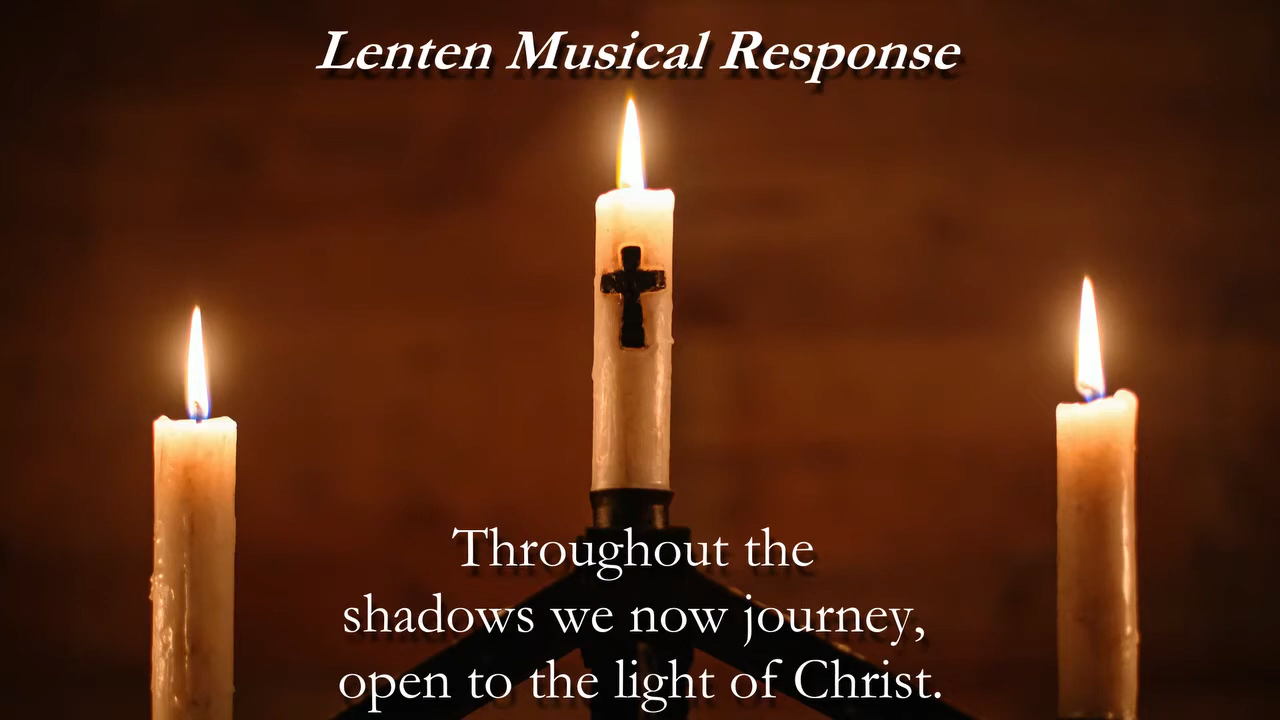 Lenten Musical Response
Throughout the
shadows we now journey,
open to the light of Christ.